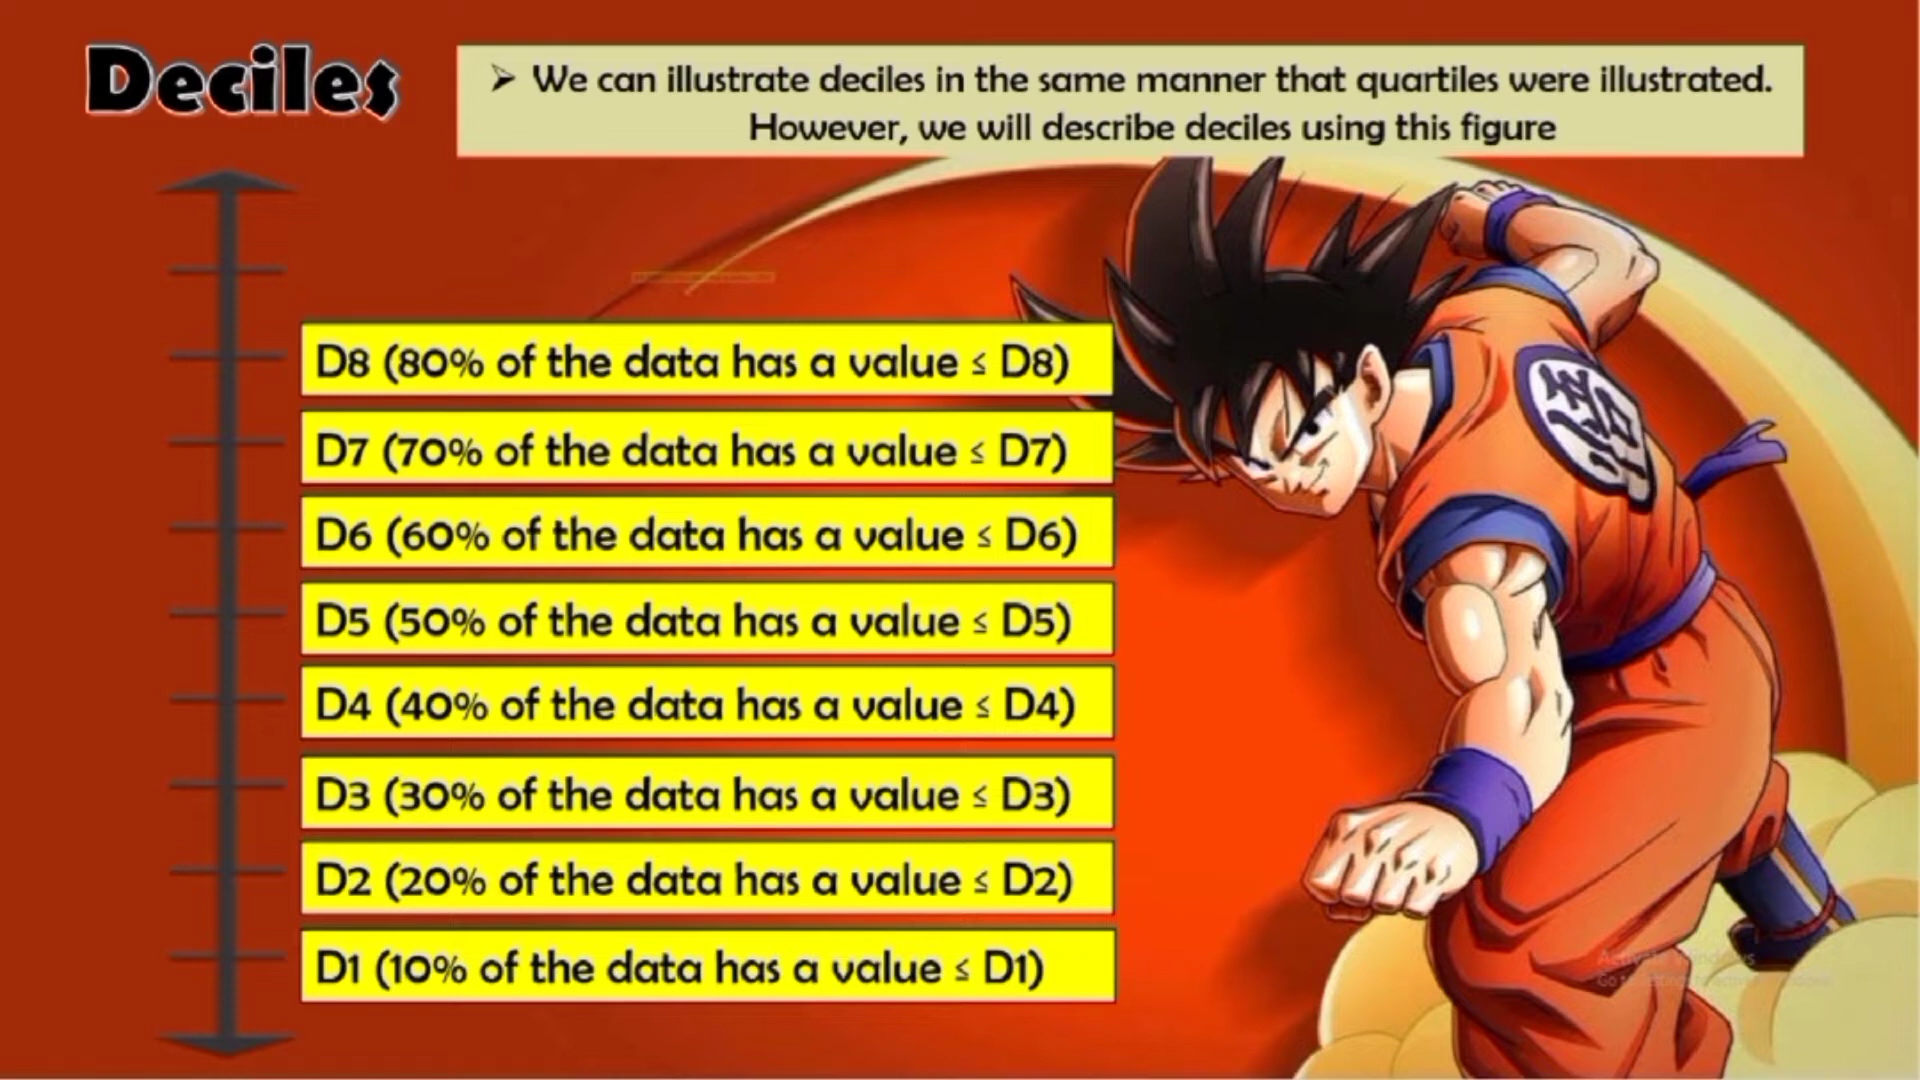 Deciles
➢ We can illustrate deciles in the same manner that quartiles were illustrated.
However, we will describe deciles using this figure
D8 (80% of the data has a value ≤ D8)
D7 (70% of the data has a value ≤ D7)
D6 (60% of the data has a value ≤ D6)
D5 (50% of the data has a value ≤ D5)
D4 (40% of the data has a value ≤ D4)
D3 (30% of the data has a value ≤ D3)
D2 (20% of the data has a value ≤ D2)
D1 (10% of the data has a value ≤ D1)